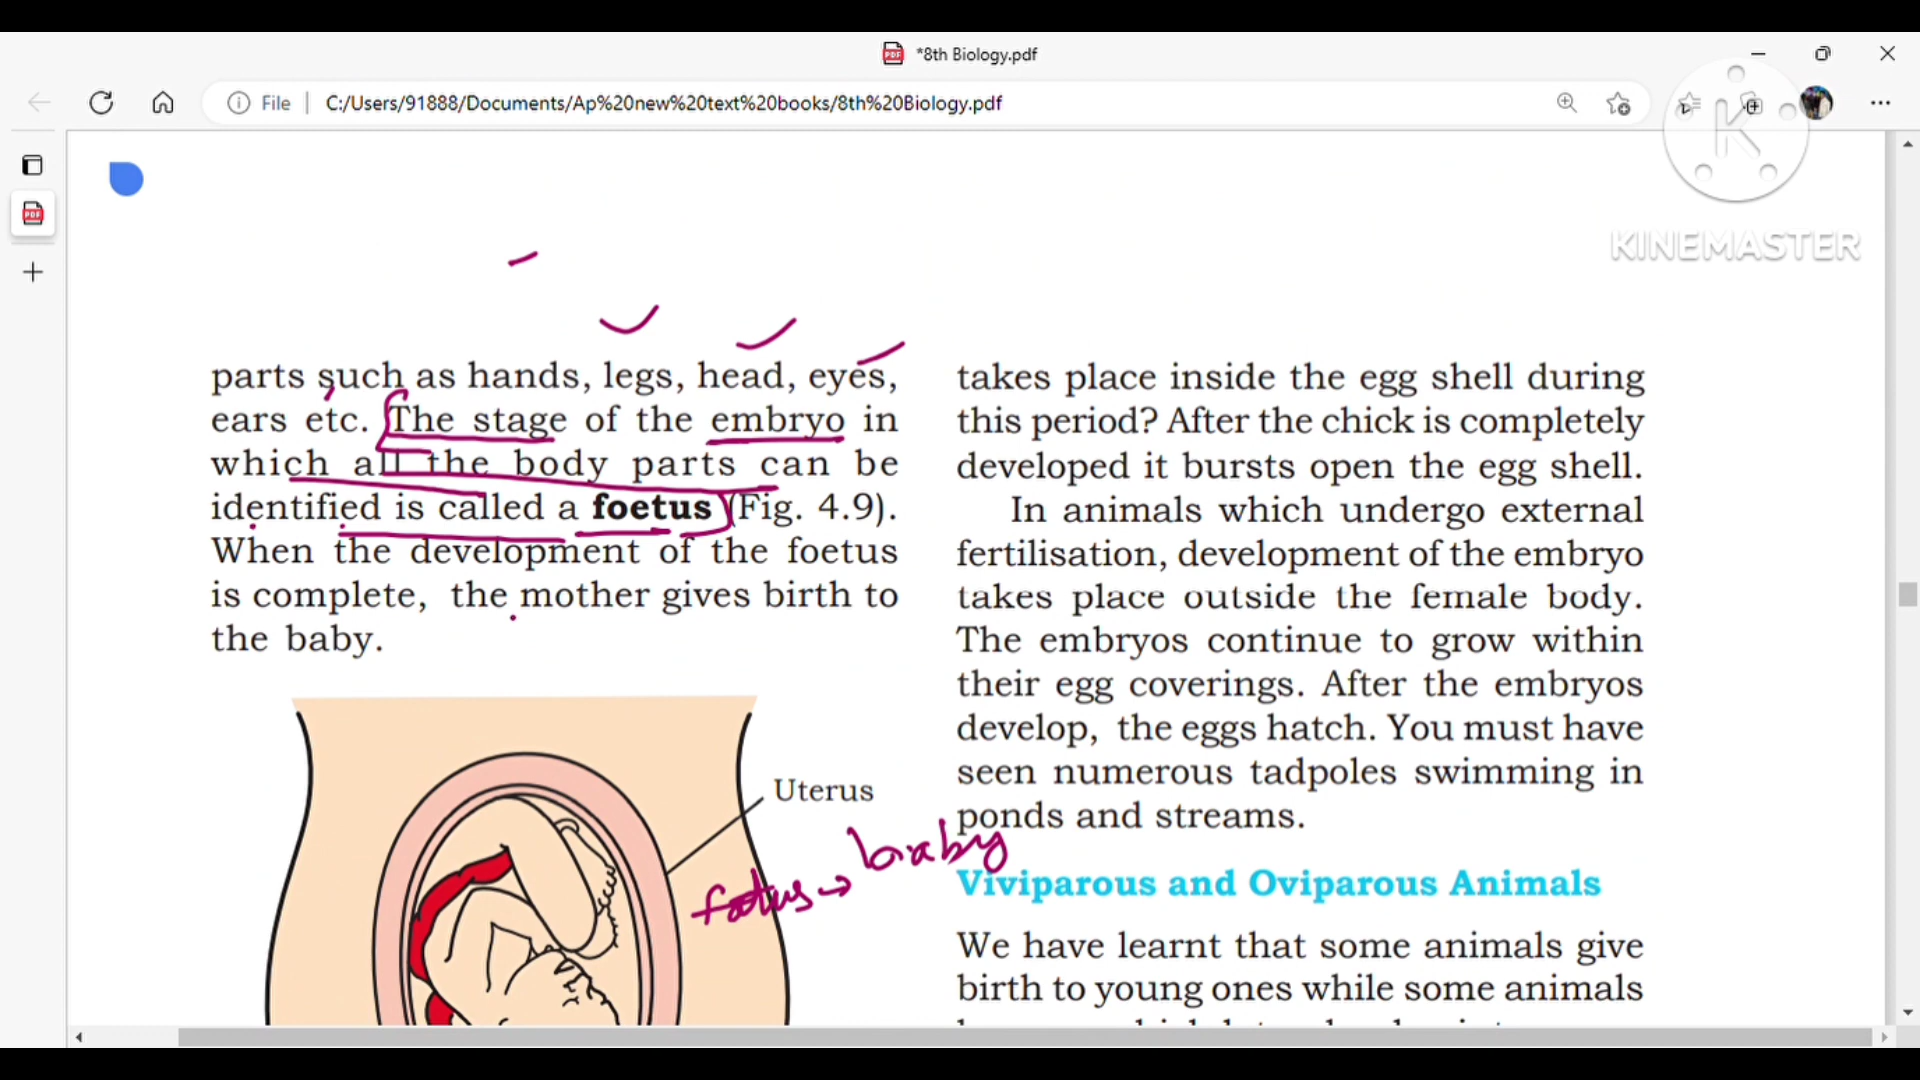 *8th Biology.pdf
File | C:/Users/91888/Documents/Ap%20new%20text%20books/8th%20Biology.pdf
K
KINEMASTER
parts such as hands, legs, head, eyes,
ears etc. The stage of the embryo in
which all the body parts can be
identified is called a foetus (Fig. 4.9).
When the development of the foetus
is complete, the mother gives birth to
the baby.
Uterus
foetus → baby
takes place inside the egg shell during
this period? After the chick is completely
developed it bursts open the egg shell.
In animals which undergo external
fertilisation, development of the embryo
takes place outside the female body.
The embryos continue to grow within
their egg coverings. After the embryos
develop, the eggs hatch. You must have
seen numerous tadpoles swimming in
ponds and streams.
Viviparous and Oviparous Animals
We have learnt that some animals give
birth to young ones while some animals